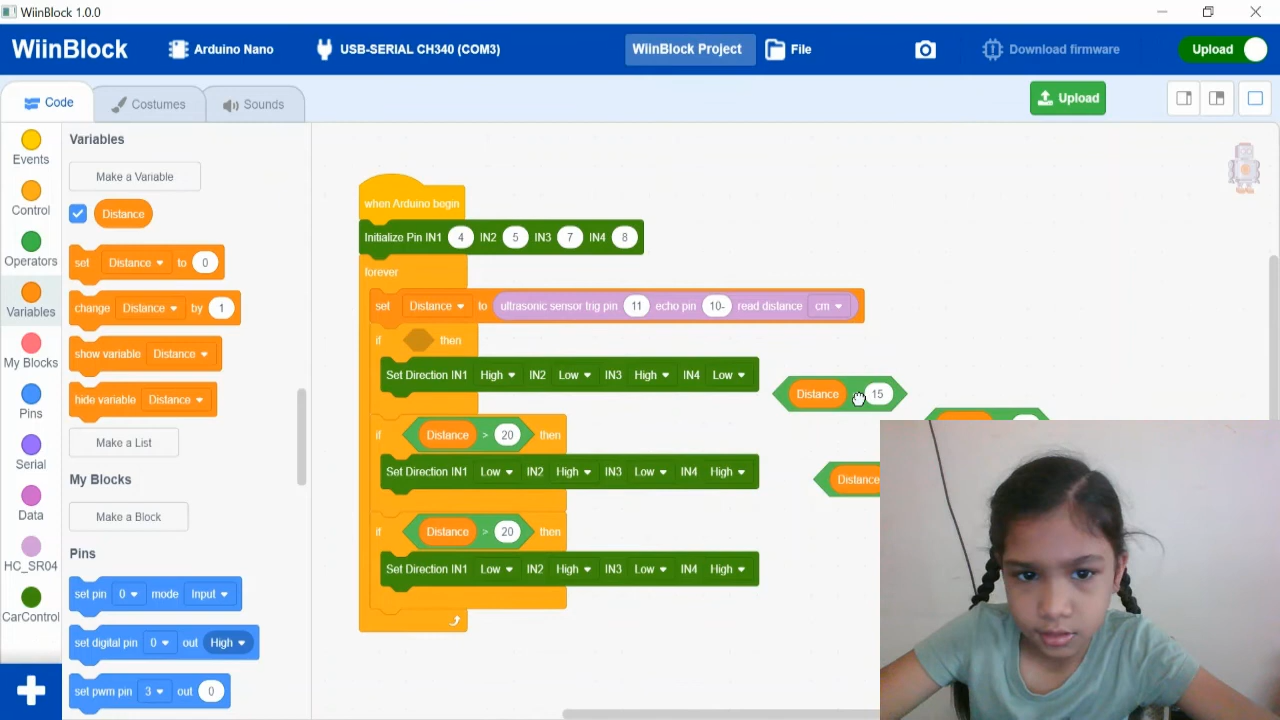 WiinBlock 1.0.0
WiinBlock
Arduino Nano
USB-SERIAL CH340 (COM3)
WiinBlock Project
File
Download firmware
Upload
Code
Costumes
Sounds
Upload
Events
Control
Operators
Variables
My Blocks
Pins
Serial
Data
HC_SR04
CarControl
Variables
Make a Variable
Distance
set Distance to 0
change Distance by 1
show variable Distance
hide variable Distance
Make a List
My Blocks
Make a Block
Pins
set pin 0 mode Input
set digital pin 0 out High
set pwm pin 3 out 0
when Arduino begin
Initialize Pin IN1 4 IN2 5 IN3 7 IN4 8
forever
set Distance to ultrasonic sensor trig pin 11 echo pin 10- read distance cm
if then
Set Direction IN1 High IN2 Low IN3 High IN4 Low
if Distance > 20 then
Set Direction IN1 Low IN2 High IN3 Low IN4 High
if Distance > 20 then
Set Direction IN1 Low IN2 High IN3 Low IN4 High
Distance 15
Distance